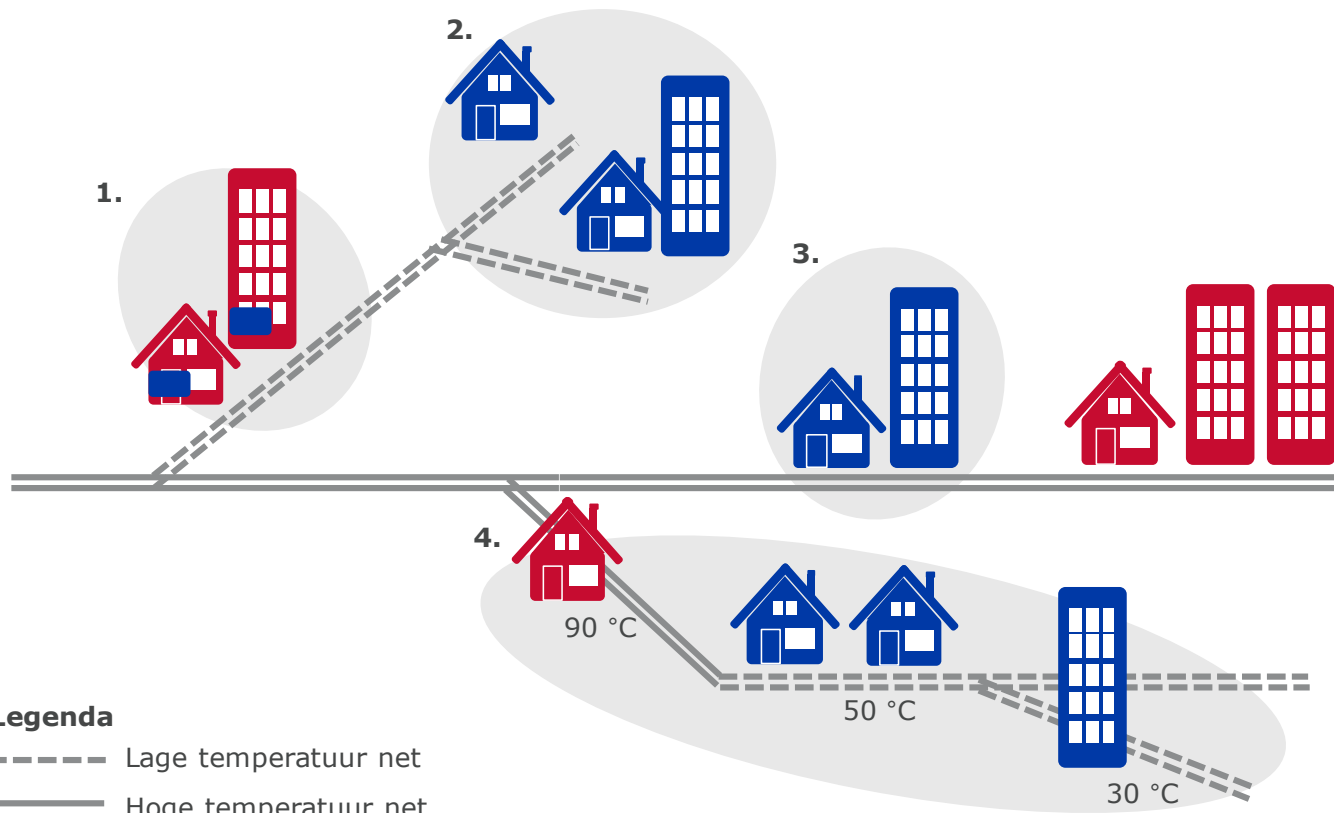 2.
1.
3.
4.
90 °C
50 °C
30 °C
Legenda
Lage temperatuur net
Hoge temperatuur net